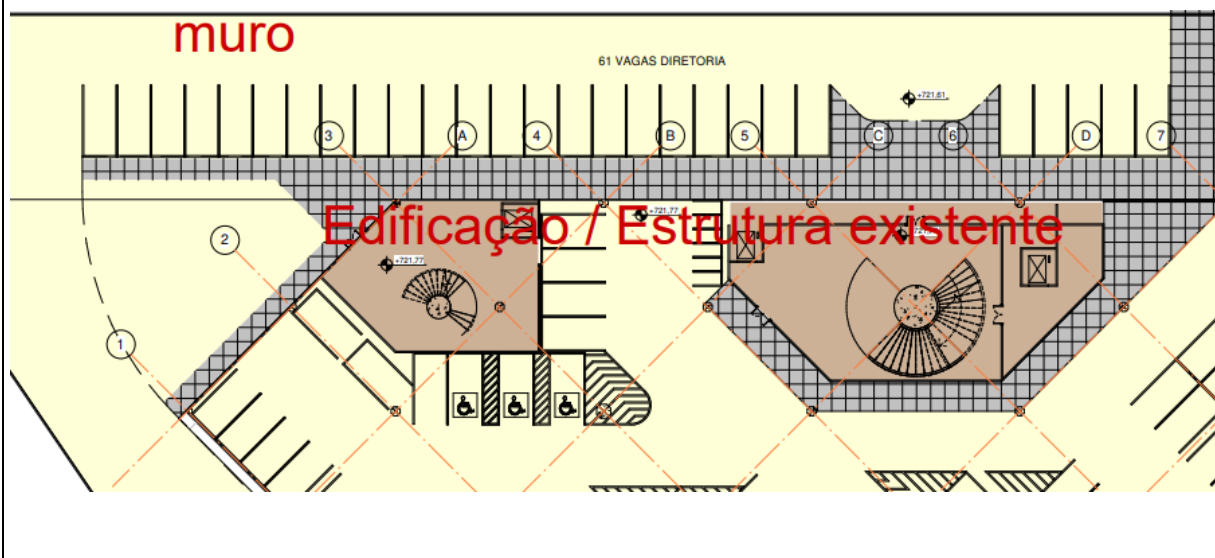 muro
61 VAGAS DIRETORIA
+721,61
3
A
4
B
5
C
6
D
7
Edificação / Estrutura existente
+721,77
2
+721,77
1